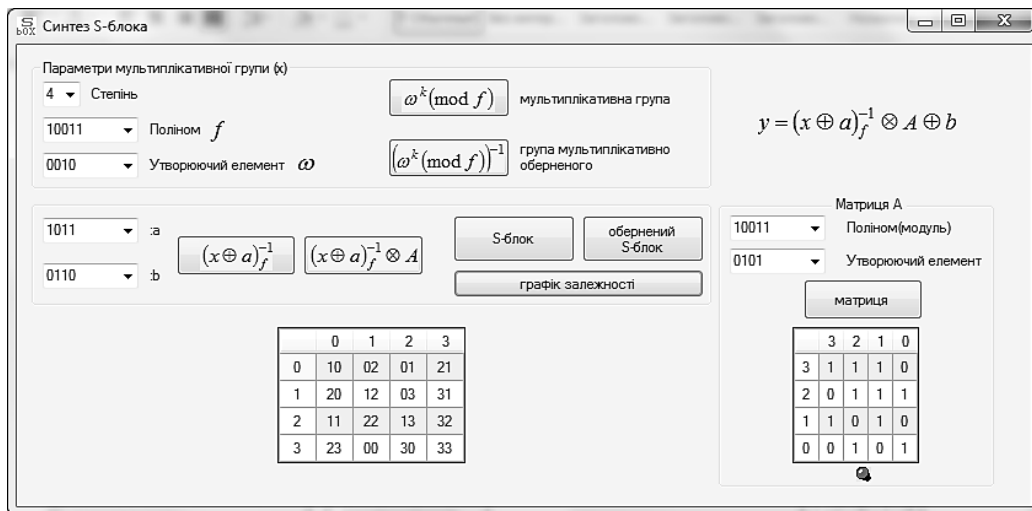 S BOX Синтез S-блока
Параметри мультиплікативної групи (x)
4 Степінь
10011 Поліном f
0010 Утворюючий елемент ω
ω^k(mod f) мультиплікативна група
(ω^k(mod f))^-1 група мультиплікативно оберненого
y = (x ⊕ a)_f^-1 ⊗ A ⊕ b
1011 :a
0110 :b
(x ⊕ a)_f^-1
(x ⊕ a)_f^-1 ⊗ A
S-блок
обернений
S-блок
графік залежності
Матриця A
10011 Поліном(модуль)
0101 Утворюючий елемент
матриця
0 1 2 3
0 10 02 01 21
1 20 12 03 31
2 11 22 13 32
3 23 00 30 33
3 2 1 0
3 1 1 1 0
2 0 1 1 1
1 1 0 1 0
0 0 1 0 1